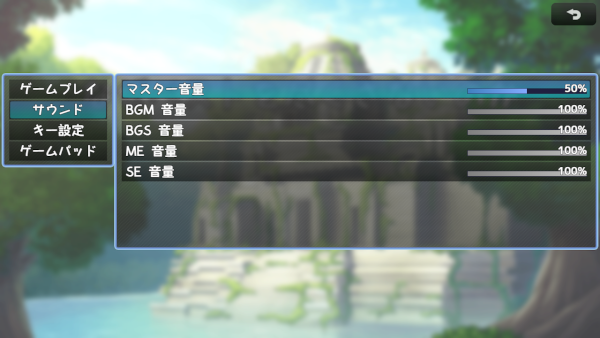 ゲームプレイ
サウンド
キー設定
ゲームパッド
マスター音量 50%
BGM 音量 100%
BGS 音量 100%
ME 音量 100%
SE 音量 100%